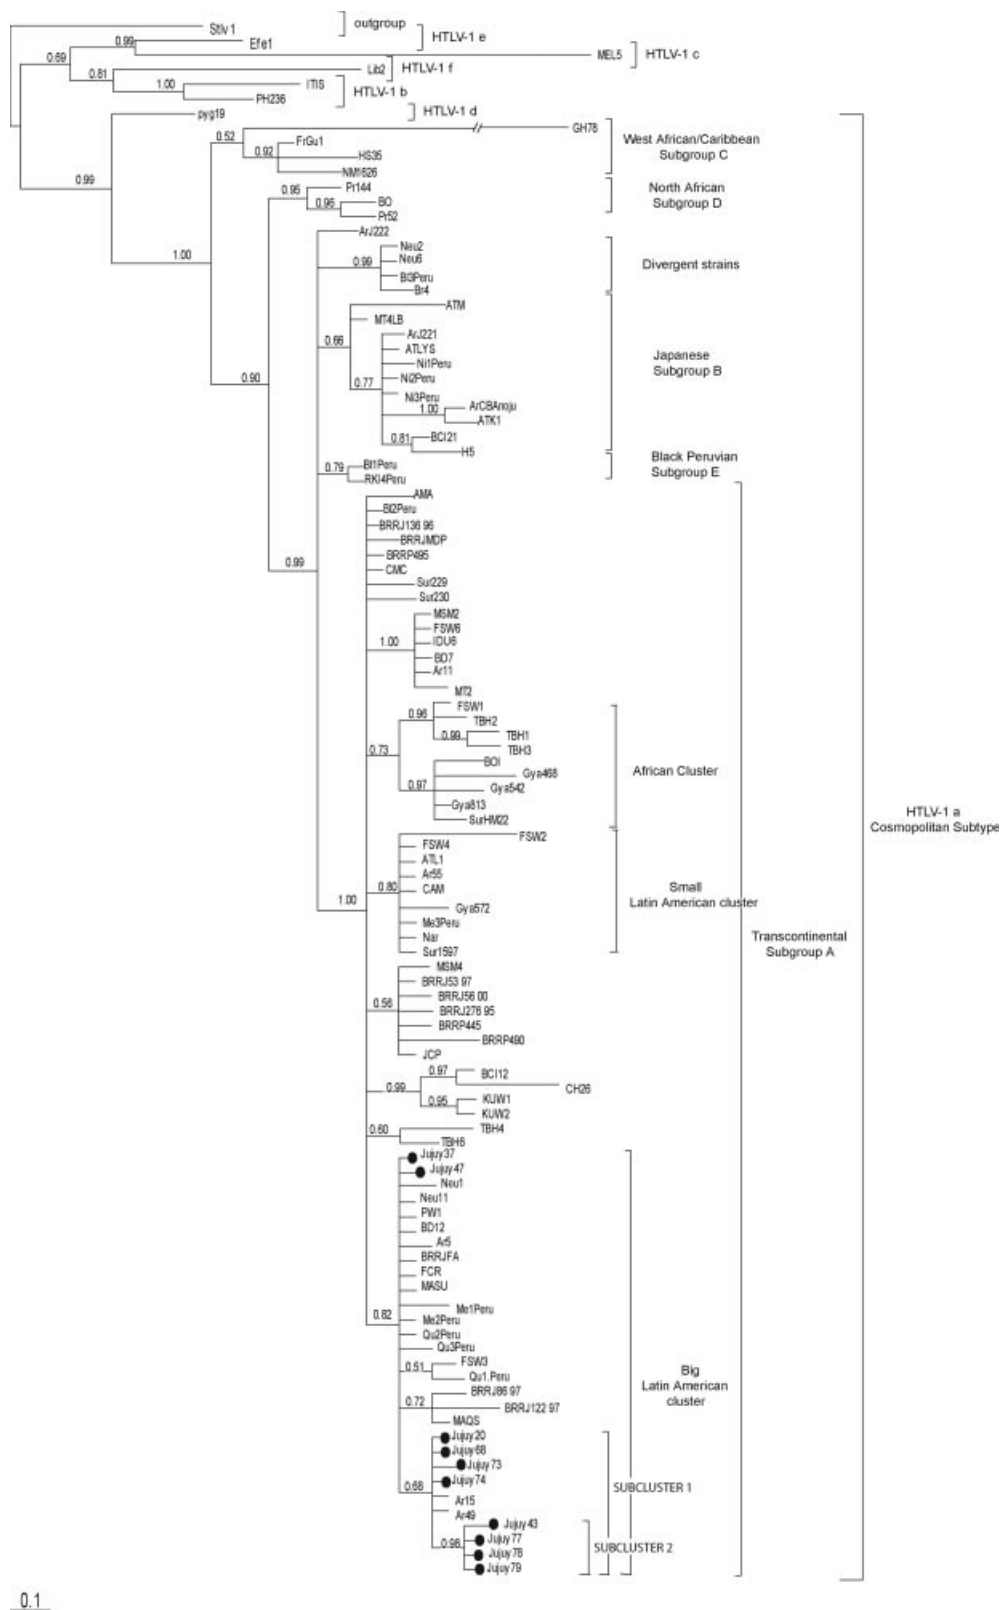 Stlv 1
outgroup
Efe1
HTLV-1 e
0.99
MEL5
HTLV-1 c
0.69
Lib2
HTLV-1 f
0.81
ITIS
1.00
HTLV-1 b
PH236
pyg19
HTLV-1 d
GH78
0.52
FrGu1
West African/Caribbean
Subgroup C
0.92
HS35
NM1626
0.99
Pr144
0.95
North African
Subgroup D
BO
0.96
Pr52
ArJ222
Neu2
Neu6
0.99
Divergent strains
Bl3Peru
Br4
1.00
ATM
MT4LB
ArJ221
0.66
ATLYS
Japanese
Subgroup B
Ni1Peru
Ni2Peru
0.77
0.90
Ni3Peru
ArCBAnoju
1.00
ATK1
BCI21
0.81
H5
Bl1Peru
Black Peruvian
Subgroup E
0.79
RKI4Peru
AMA
Bl2Peru
BRRJ136 96
BRRJMDP
BRRP495
0.99
CMC
Sur229
Sur230
MSM2
FSW6
IDU6
1.00
BD7
Ar11
MT2
FSW1
0.96
TBH2
0.99
TBH1
TBH3
0.73
BOI
African Cluster
Gya468
0.97
Gya542
Gya813
SurHM22
HTLV-1 a
Cosmopolitan Subtype
FSW2
FSW4
ATL1
Ar55
0.80
CAM
Small
Latin American cluster
1.00
Gya572
Me3Peru
Nar
Sur1597
Transcontinental
Subgroup A
MSM4
BRRJ53 97
BRRJ56 00
0.56
BRRJ276 95
BRRP445
BRRP490
JCP
0.97
BCI12
0.99
CH26
0.95
KUW1
KUW2
0.60
TBH4
TBH6
Jujuy37
Jujuy47
Neu1
Neu11
PW1
BD12
Ar5
BRRJFA
FCR
MASU
Me1Peru
0.82
Me2Peru
Qu2Peru
Qu3Peru
FSW3
0.51
Qu1.Peru
Big
Latin American
cluster
BRRJ86 97
0.72
BRRJ122 97
MAQS
Jujuy20
Jujuy68
Jujuy73
Jujuy74
0.68
SUBCLUSTER 1
Ar15
Ar49
Jujuy43
Jujuy77
0.96
SUBCLUSTER 2
Jujuy78
Jujuy79
0.1